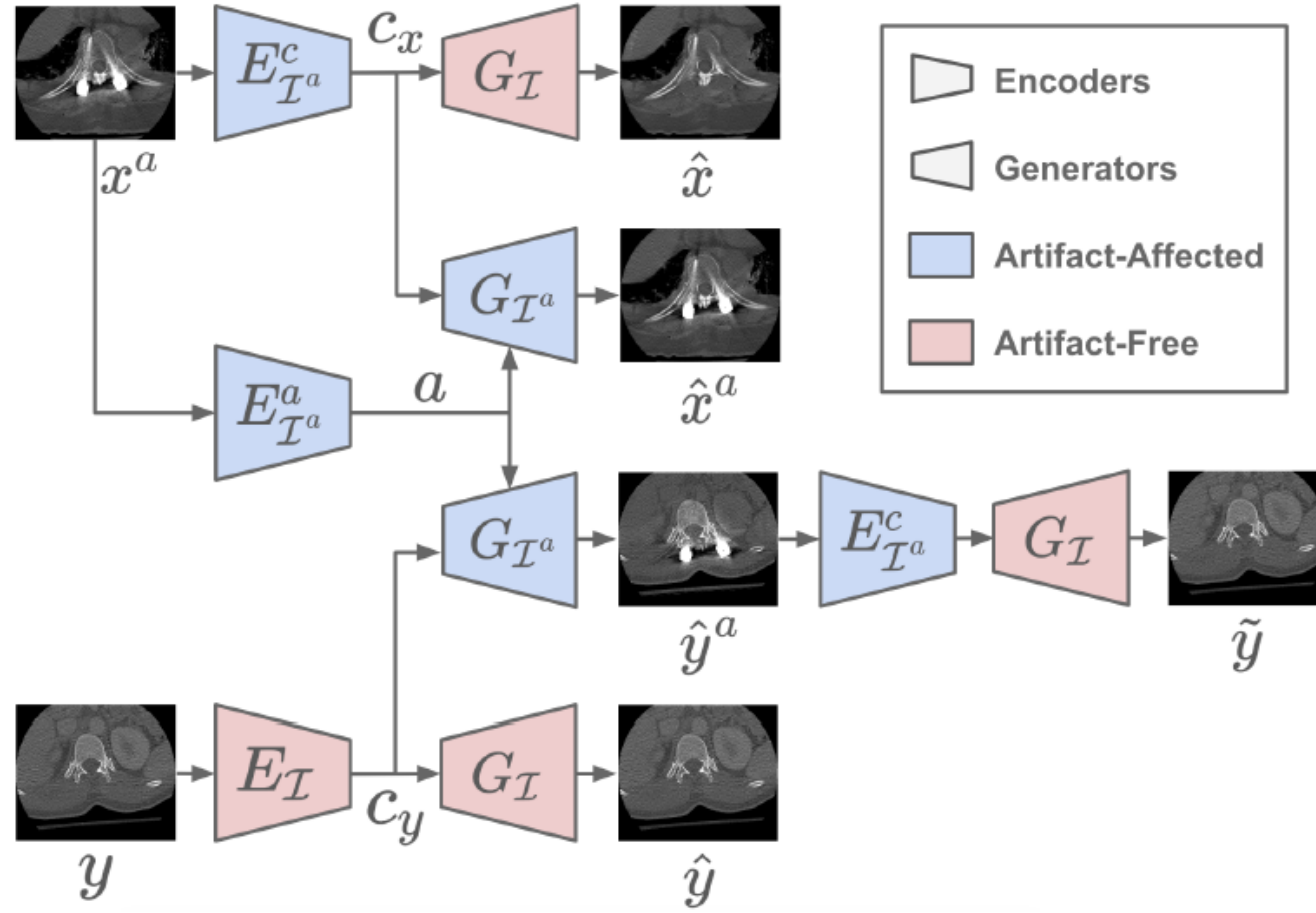 E^c_{I^a}
c_x
G_I
x^a
x̂
Encoders
Generators
Artifact-Affected
Artifact-Free
G_{I^a}
x̂^a
E^a_{I^a}
a
G_{I^a}
ŷ^a
E^c_{I^a}
G_I
ỹ
y
E_I
c_y
G_I
ŷ